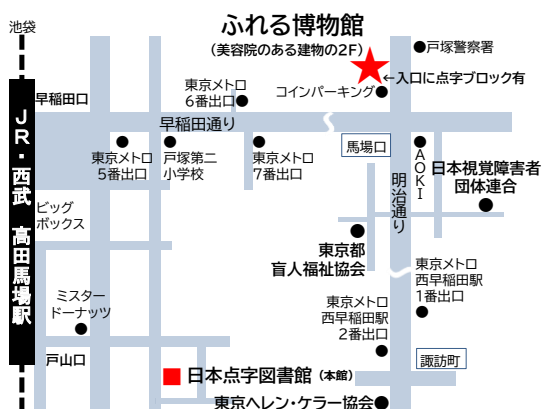 池袋
ふれる博物館
(美容院のある建物の2F)
戸塚警察署
←入口に点字ブロック有
東京メトロ
6番出口
コインパーキング
早稲田口
早稲田通り
馬場口
JR・西武 高田馬場駅
東京メトロ
5番出口
戸塚第二
小学校
東京メトロ
7番出口
AOKI
日本視覚障害者
団体連合
明治通り
ビッグ
ボックス
東京都
盲人福祉協会
東京メトロ
西早稲田駅
1番出口
ミスター
ドーナッツ
東京メトロ
西早稲田駅
2番出口
戸山口
諏訪町
日本点字図書館(本館)
東京ヘレン・ケラー協会